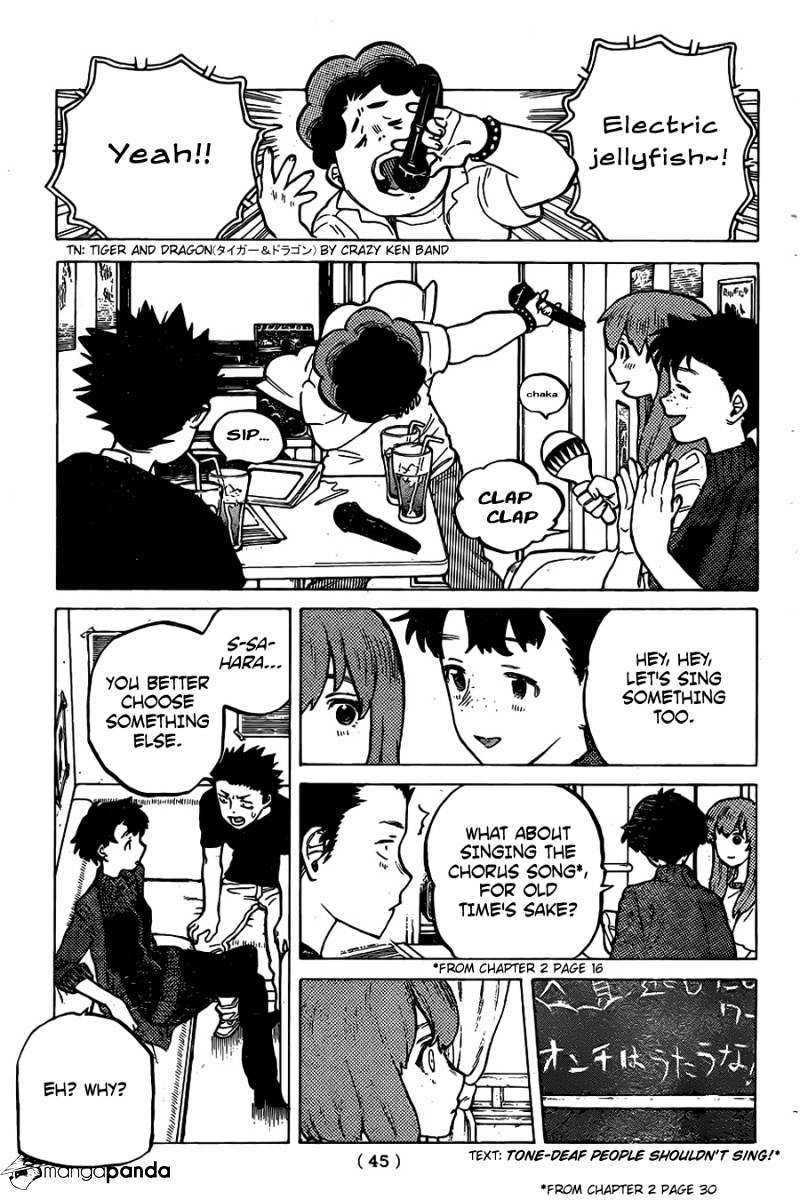 Electric
jellyfish~!
Yeah!!
TN: TIGER AND DRAGON(タイガー&ドラゴン) BY CRAZY KEN BAND
chaka
SIP...
CLAP
CLAP
HEY, HEY,
LET'S SING
SOMETHING
TOO.
WHAT ABOUT
SINGING THE
CHORUS SONG*,
FOR OLD
TIME'S SAKE?
*FROM CHAPTER 2 PAGE 16
オンチはうたうな!
TEXT: TONE-DEAF PEOPLE SHOULDN'T SING!*
*FROM CHAPTER 2 PAGE 30
S-SA-
HARA...
YOU BETTER
CHOOSE
SOMETHING
ELSE.
EH? WHY?
mangapanda
( 45 )